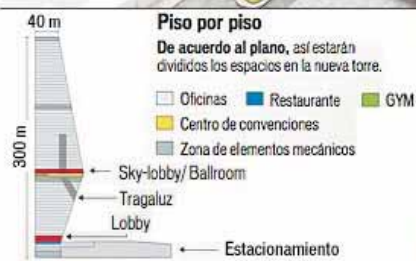 40 m
Piso por piso
De acuerdo al plano, así estarán
divididos los espacios en la nueva torre.
Oficinas Restaurante GYM
Centro de convenciones
Zona de elementos mecánicos
300 m
Sky-lobby/ Ballroom
Tragaluz
Lobby
Estacionamiento